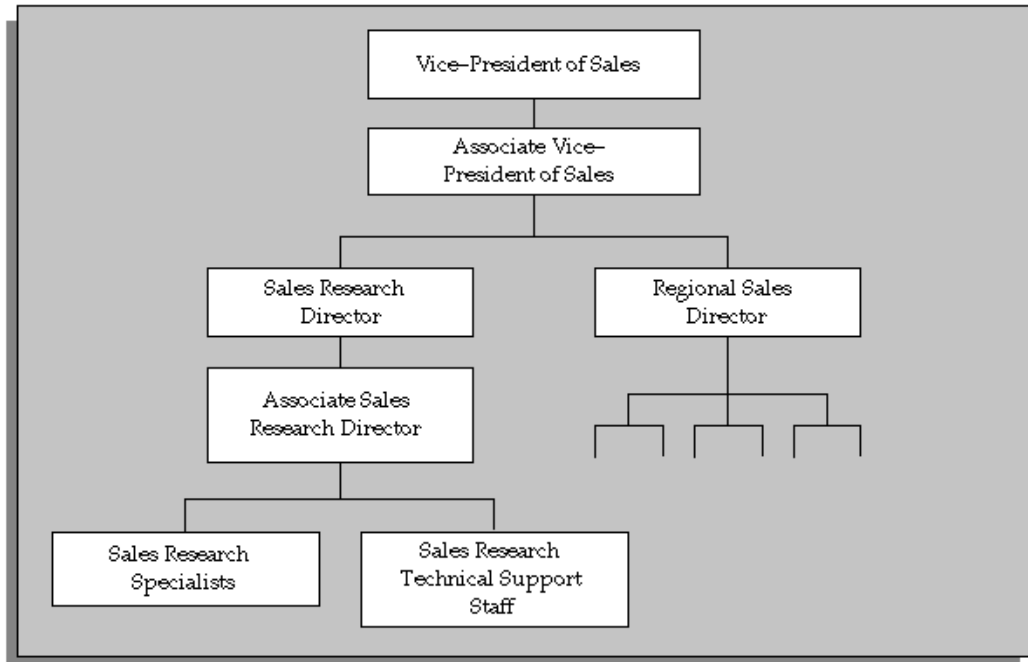 Vice–President of Sales
Associate Vice–
President of Sales
Sales Research
Director
Regional Sales
Director
Associate Sales
Research Director
Sales Research
Specialists
Sales Research
Technical Support
Staff